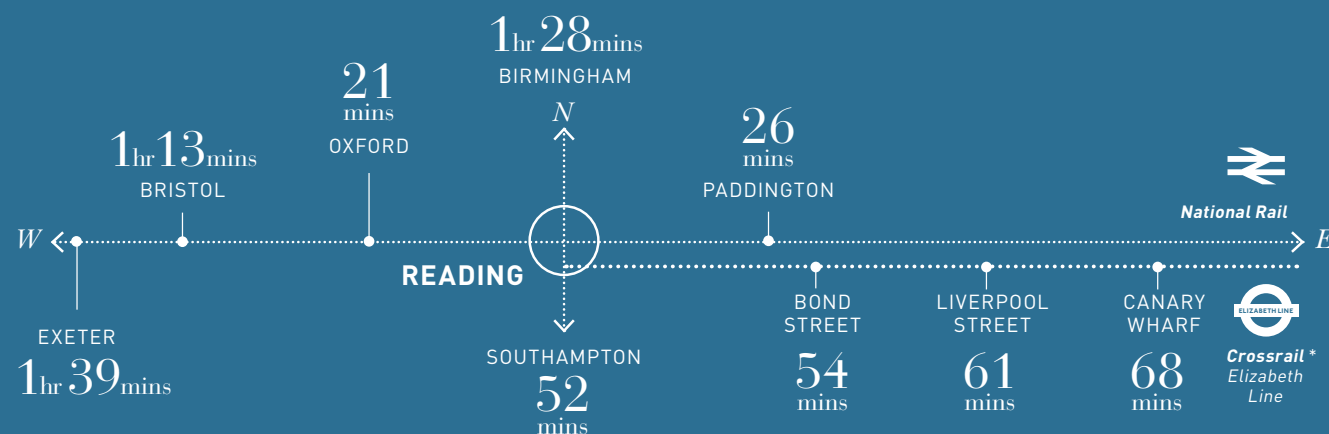 1hr 28mins
BIRMINGHAM
N
21
mins
OXFORD
1hr 13mins
BRISTOL
26
mins
PADDINGTON
National Rail
W
E
READING
EXETER
1hr 39mins
SOUTHAMPTON
52
mins
BOND
STREET
54
mins
LIVERPOOL
STREET
61
mins
CANARY
WHARF
68
mins
ELIZABETH LINE
Crossrail *
Elizabeth
Line